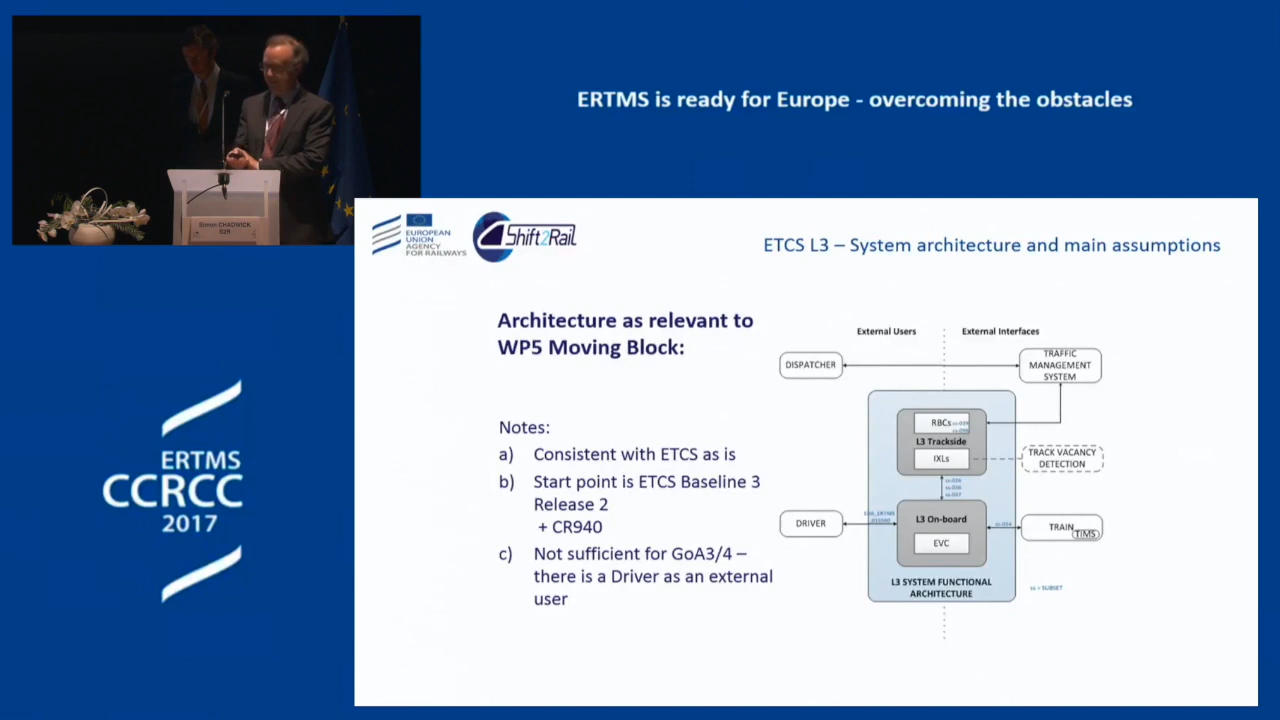 ERTMS is ready for Europe - overcoming the obstacles
Simon CHADWICK
S2R
EUROPEAN
UNION
AGENCY
FOR RAILWAYS
Shift2Rail
ETCS L3 – System architecture and main assumptions
Architecture as relevant to
WP5 Moving Block:
Notes:
a) Consistent with ETCS as is
b) Start point is ETCS Baseline 3
Release 2
+ CR940
c) Not sufficient for GoA3/4 –
there is a Driver as an external
user
External Users
External Interfaces
DISPATCHER
TRAFFIC
MANAGEMENT
SYSTEM
RBCs
L3 Trackside
IXLs
TRACK VACANCY
DETECTION
DRIVER
L3 On-board
EVC
TRAIN
TIMS
L3 SYSTEM FUNCTIONAL
ARCHITECTURE
ss = SUBSET
ERTMS
CCRCC
2017